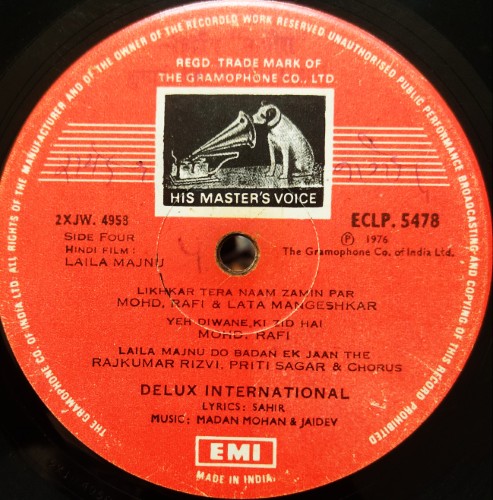 ALL RIGHTS OF THE MANUFACTURER AND OF THE OWNER OF THE RECORDED WORK RESERVED UNAUTHORISED PUBLIC PERFORMANCE BROADCASTING AND COPYING OF THIS RECORD PROHIBITED
THE GRAMOPHONE CO. OF INDIA LTD.
REGD. TRADE MARK OF
THE GRAMOPHONE CO., LTD.
HIS MASTER'S VOICE
2XJW. 4958
SIDE FOUR
HINDI FILM:
LAILA MAJNU
ECLP. 5478
Ⓟ 1976
The Gramophone Co. of India Ltd.
LIKHKAR TERA NAAM ZAMIN PAR
MOHD. RAFI & LATA MANGESHKAR
YEH DIWANE KI ZID HAI
MOHD. RAFI
LAILA MAJNU DO BADAN EK JAAN THE
RAJKUMAR RIZVI, PRITI SAGAR & CHORUS
DELUX INTERNATIONAL
LYRICS: SAHIR
MUSIC: MADAN MOHAN & JAIDEV
EMI
MADE IN INDIA.